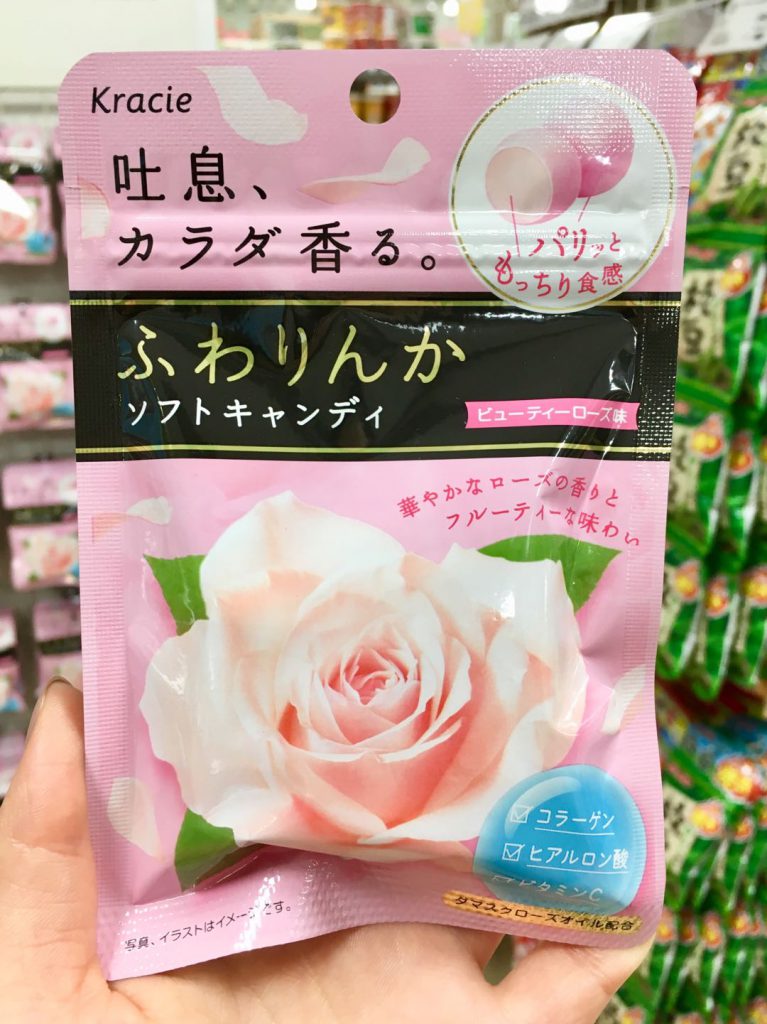 Kracie
吐息、
カラダ香る。
パリッと
もっちり食感
ふわりんか
ソフトキャンディ
ビューティーローズ味
華やかなローズの香りと
フルーティーな味わい
コラーゲン
ヒアルロン酸
ビタミンC
ダマスクローズオイル配合
写真、イラストはイメージです。